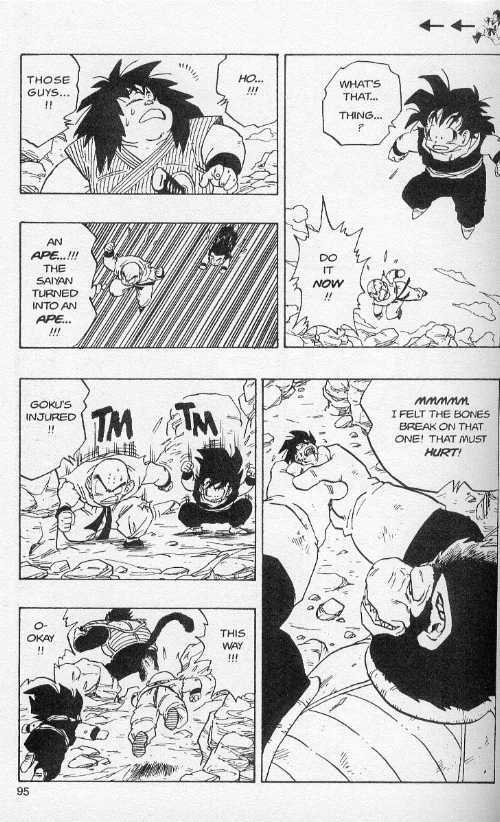 WHAT'S
THAT...
THING...
?
DO
IT
NOW
!!
HO...
!!!
THOSE
GUYS...
!!
AN
APE...!!!
THE
SAIYAN
TURNED
INTO AN
APE...
!!!
MMMMM.
I FELT THE BONES
BREAK ON THAT
ONE! THAT MUST
HURT!
TM
TM
GOKU'S
INJURED
!!
THIS
WAY
!!!
O-
OKAY
!!
95